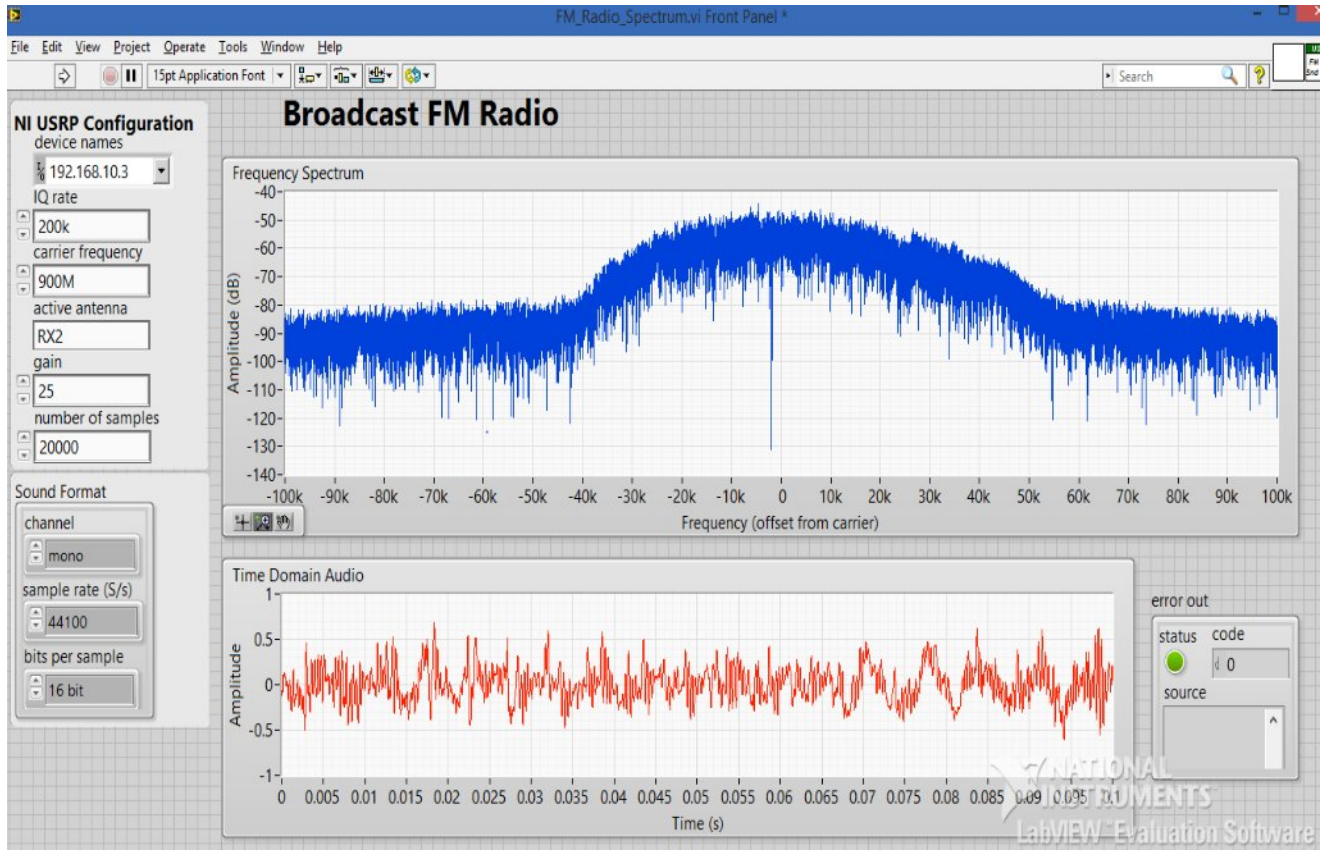 FM_Radio_Spectrum.vi Front Panel *
File Edit View Project Operate Tools Window Help
15pt Application Font
Search
Broadcast FM Radio
NI USRP Configuration
device names
192.168.10.3
IQ rate
200k
carrier frequency
900M
active antenna
RX2
gain
25
number of samples
20000
Sound Format
channel
mono
sample rate (S/s)
44100
bits per sample
16 bit
Frequency Spectrum
Amplitude (dB)
-40
-50
-60
-70
-80
-90
-100
-110
-120
-130
-140
-100k -90k -80k -70k -60k -50k -40k -30k -20k -10k 0 10k 20k 30k 40k 50k 60k 70k 80k 90k 100k
Frequency (offset from carrier)
Time Domain Audio
Amplitude
1
0.5
0
-0.5
-1
0 0.005 0.01 0.015 0.02 0.025 0.03 0.035 0.04 0.045 0.05 0.055 0.06 0.065 0.07 0.075 0.08 0.085 0.09 0.095 0.1
Time (s)
error out
status code
0
source
NATIONAL
INSTRUMENTS
LabVIEW™ Evaluation Software